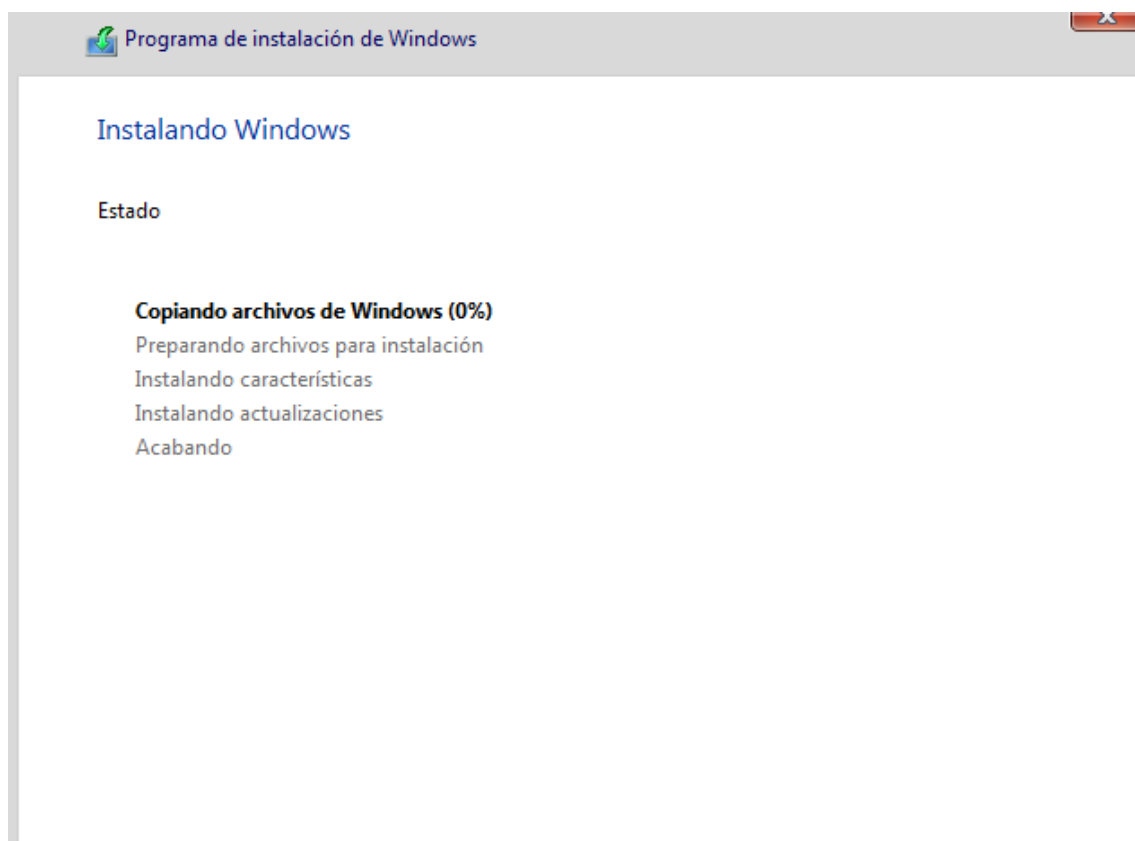 Programa de instalación de Windows
Instalando Windows
Estado
Copiando archivos de Windows (0%)
Preparando archivos para instalación
Instalando características
Instalando actualizaciones
Acabando